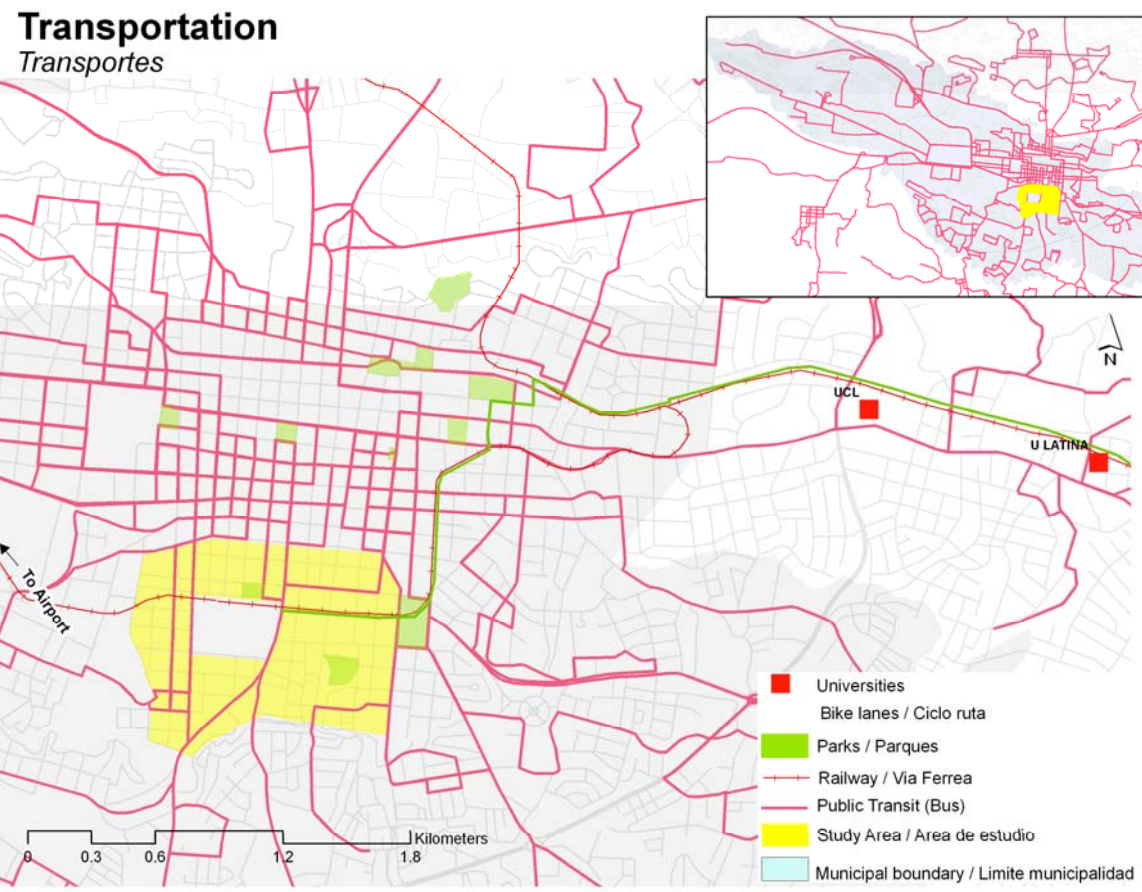 Transportation
Transportes
N
UCL
U LATINA
To Airport
Universities
Bike lanes / Ciclo ruta
Parks / Parques
Railway / Via Ferrea
Public Transit (Bus)
Study Area / Area de estudio
Municipal boundary / Limite municipalidad
Kilometers
0 0.3 0.6 1.2 1.8